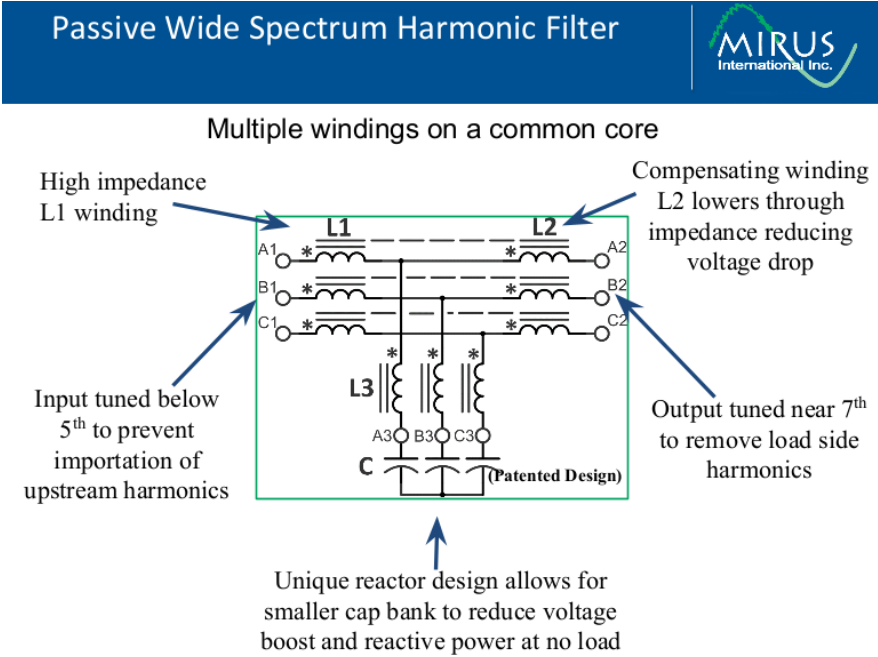 Passive Wide Spectrum Harmonic Filter
MIRUS
International Inc.
Multiple windings on a common core
High impedance
L1 winding
Compensating winding
L2 lowers through
impedance reducing
voltage drop
L1
L2
A1
*
*
A2
B1
*
*
B2
C1
*
*
C2
*
*
*
L3
A3
B3
C3
C
(Patented Design)
Input tuned below
5th to prevent
importation of
upstream harmonics
Output tuned near 7th
to remove load side
harmonics
Unique reactor design allows for
smaller cap bank to reduce voltage
boost and reactive power at no load